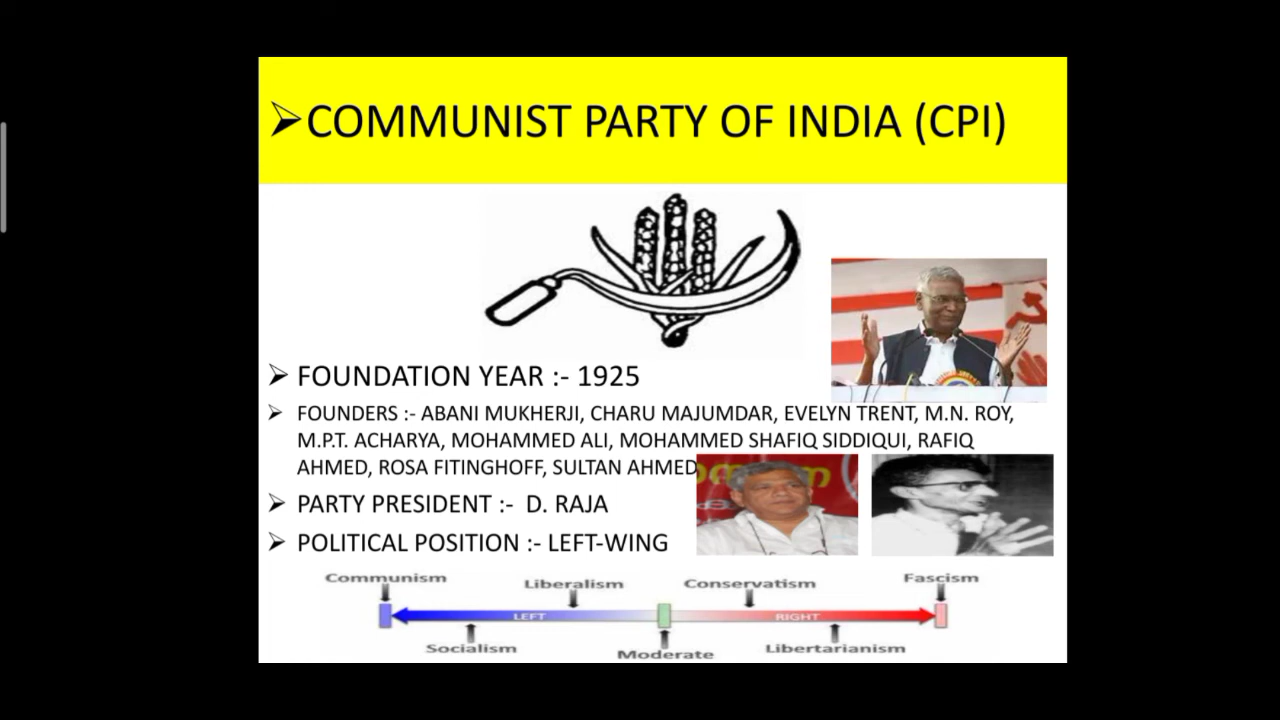 ➢COMMUNIST PARTY OF INDIA (CPI)
➢ FOUNDATION YEAR :- 1925
➢ FOUNDERS :- ABANI MUKHERJI, CHARU MAJUMDAR, EVELYN TRENT, M.N. ROY,
M.P.T. ACHARYA, MOHAMMED ALI, MOHAMMED SHAFIQ SIDDIQUI, RAFIQ
AHMED, ROSA FITINGHOFF, SULTAN AHMED
➢ PARTY PRESIDENT :- D. RAJA
➢ POLITICAL POSITION :- LEFT-WING
Communism Liberalism Conservatism Fascism
LEFT RIGHT
Socialism Moderate Libertarianism